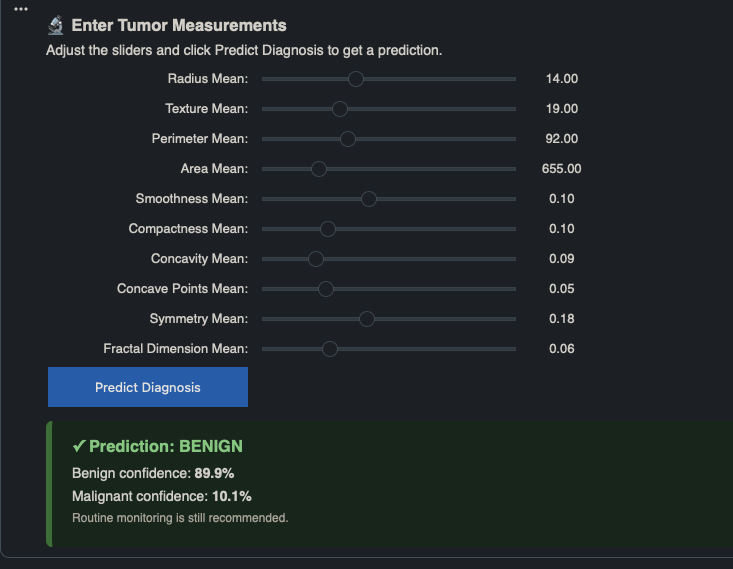 Enter Tumor Measurements
Adjust the sliders and click Predict Diagnosis to get a prediction.
Radius Mean: 14.00
Texture Mean: 19.00
Perimeter Mean: 92.00
Area Mean: 655.00
Smoothness Mean: 0.10
Compactness Mean: 0.10
Concavity Mean: 0.09
Concave Points Mean: 0.05
Symmetry Mean: 0.18
Fractal Dimension Mean: 0.06
Predict Diagnosis
✓ Prediction: BENIGN
Benign confidence: 89.9%
Malignant confidence: 10.1%
Routine monitoring is still recommended.